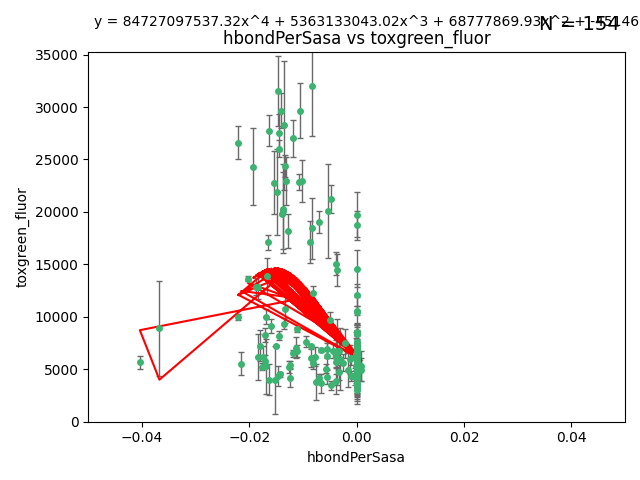 y = 84727097537.32x^4 + 5363133043.02x^3 + 68777869.93x^2 +
N = 154
hbondPerSasa vs toxgreen_fluor
35000
30000
25000
20000
15000
10000
5000
0
toxgreen_fluor
−0.04
−0.02
0.00
0.02
0.04
hbondPerSasa